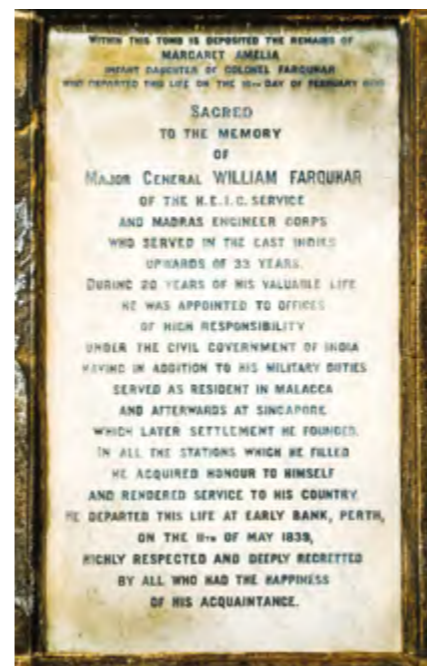 WITHIN THIS TOMB IS DEPOSITED THE REMAINS OF
MARGARET AMELIA
INFANT DAUGHTER OF COLONEL FARQUHAR
WHO DEPARTED THIS LIFE ON THE DAY OF FEBRUARY
SACRED
TO THE MEMORY
OF
MAJOR GENERAL WILLIAM FARQUHAR
OF THE H.E.I.C. SERVICE
AND MADRAS ENGINEER CORPS
WHO SERVED IN THE EAST INDIES
UPWARDS OF 33 YEARS.
DURING 20 YEARS OF HIS VALUABLE LIFE
HE WAS APPOINTED TO OFFICES
OF HIGH RESPONSIBILITY
UNDER THE CIVIL GOVERNMENT OF INDIA
HAVING IN ADDITION TO HIS MILITARY DUTIES
SERVED AS RESIDENT IN MALACCA
AND AFTERWARDS AT SINGAPORE
WHICH LATER SETTLEMENT HE FOUNDED.
IN ALL THE STATIONS WHICH HE FILLED
HE ACQUIRED HONOUR TO HIMSELF
AND RENDERED SERVICE TO HIS COUNTRY
HE DEPARTED THIS LIFE AT EARLY BANK, PERTH,
ON THE 11TH OF MAY 1839,
HIGHLY RESPECTED AND DEEPLY REGRETTED
BY ALL WHO HAD THE HAPPINESS
OF HIS ACQUAINTANCE.